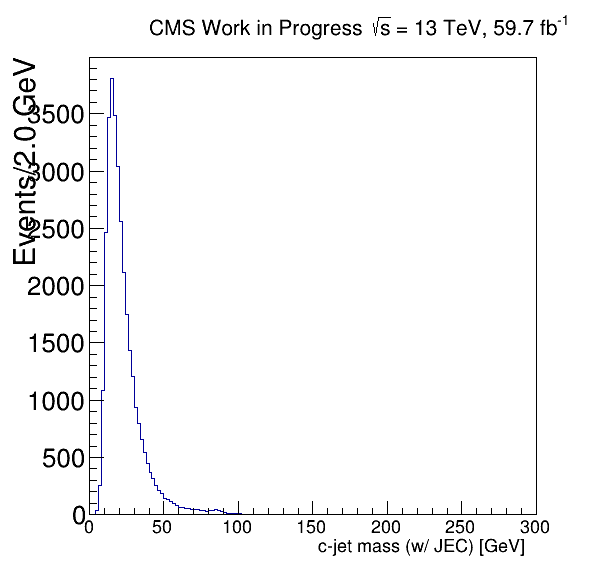 CMS Work in Progress √s = 13 TeV, 59.7 fb⁻¹
Events/2.0 GeV
3500
3000
2500
2000
1500
1000
500
0
0 50 100 150 200 250 300
c-jet mass (w/ JEC) [GeV]